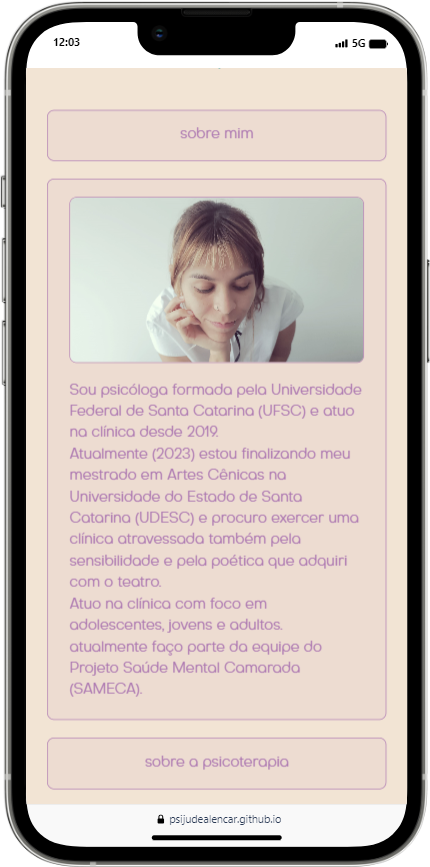 12:03
5G
sobre mim
Sou psicóloga formada pela Universidade
Federal de Santa Catarina (UFSC) e atuo
na clínica desde 2019.
Atualmente (2023) estou finalizando meu
mestrado em Artes Cênicas na
Universidade do Estado de Santa
Catarina (UDESC) e procuro exercer uma
clínica atravessada também pela
sensibilidade e pela poética que adquiri
com o teatro.
Atuo na clínica com foco em
adolescentes, jovens e adultos.
atualmente faço parte da equipe do
Projeto Saúde Mental Camarada
(SAMECA).
sobre a psicoterapia
psijudealencar.github.io